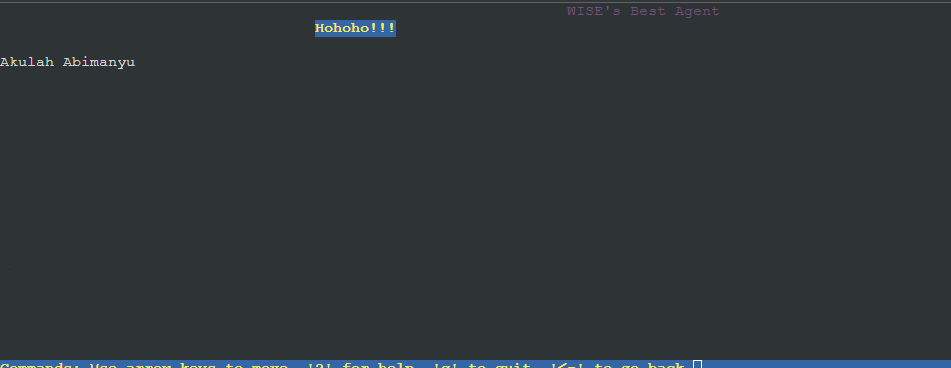 WISE's Best Agent
Hohoho!!!
Akulah Abimanyu
Commands: Use arrow keys to move, '?' for help, 'q' to quit, '<-' to go back.